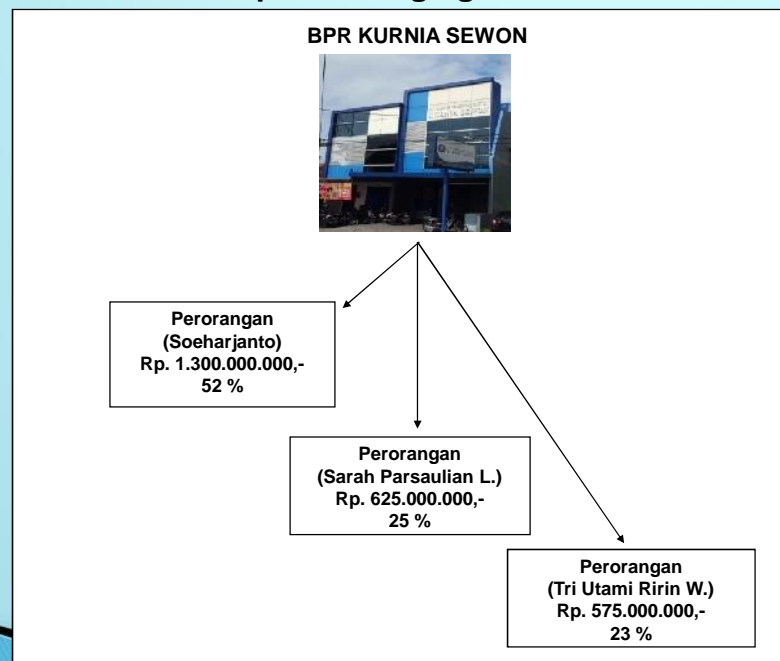 BPR KURNIA SEWON
Perorangan
(Soeharjanto)
Rp. 1.300.000.000,-
52 %
Perorangan
(Sarah Parsaulian L.)
Rp. 625.000.000,-
25 %
Perorangan
(Tri Utami Ririn W.)
Rp. 575.000.000,-
23 %